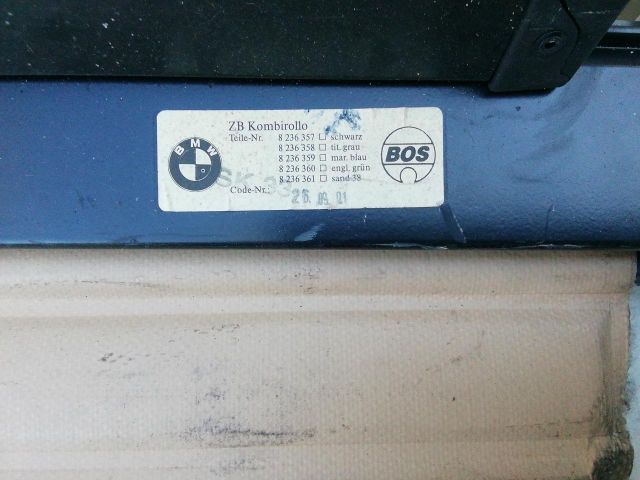 ZB Kombirollo
Teile-Nr. 8 236 357 schwarz
8 236 358 tit. grau
8 236 359 mar. blau
8 236 360 engl. grün
8 236 361 sand 38
Code-Nr.:
26. 09. 01
BMW
BOS